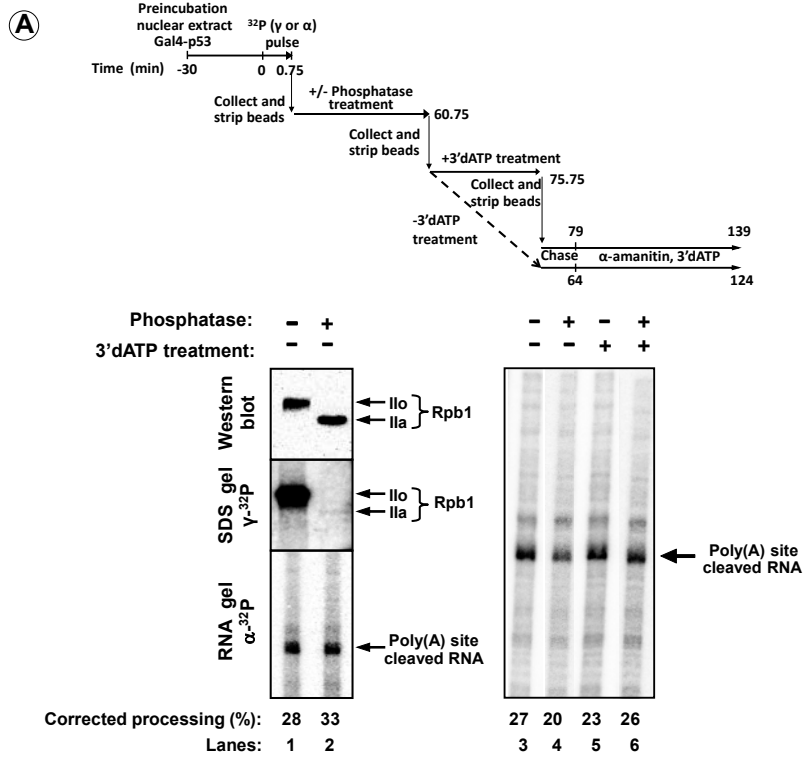 A
Preincubation
nuclear extract
Gal4-p53
³²P (γ or α)
pulse
Time (min)
-30
0
0.75
Collect and
strip beads
+/- Phosphatase
treatment
60.75
Collect and
strip beads
+3'dATP treatment
75.75
Collect and
strip beads
-3'dATP
treatment
79
139
Chase
α-amanitin, 3'dATP
64
124
Phosphatase: - + - + - +
3'dATP treatment: - - - - + +
Western
blot
IIo
IIa
Rpb1
SDS gel
γ-³²P
IIo
IIa
Rpb1
RNA gel
α-³²P
Poly(A) site
cleaved RNA
Poly(A) site
cleaved RNA
Corrected processing (%): 28 33 27 20 23 26
Lanes: 1 2 3 4 5 6